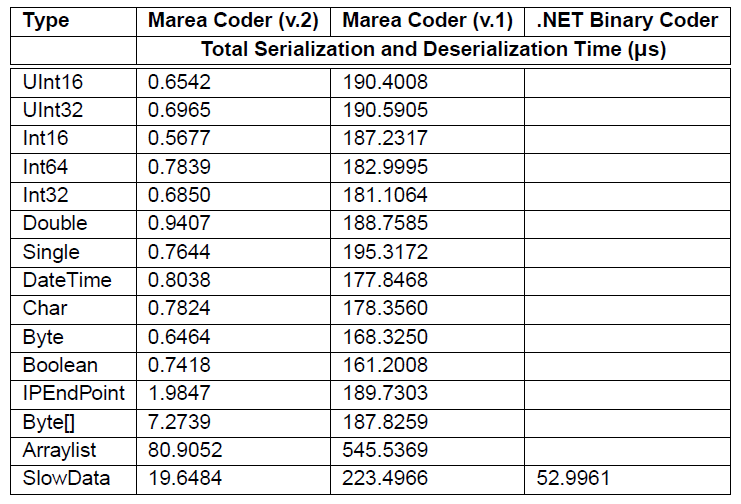 Type Marea Coder (v.2) Marea Coder (v.1) .NET Binary Coder
Total Serialization and Deserialization Time (µs)
UInt16 0.6542 190.4008
UInt32 0.6965 190.5905
Int16 0.5677 187.2317
Int64 0.7839 182.9995
Int32 0.6850 181.1064
Double 0.9407 188.7585
Single 0.7644 195.3172
DateTime 0.8038 177.8468
Char 0.7824 178.3560
Byte 0.6464 168.3250
Boolean 0.7418 161.2008
IPEndPoint 1.9847 189.7303
Byte[] 7.2739 187.8259
Arraylist 80.9052 545.5369
SlowData 19.6484 223.4966 52.9961